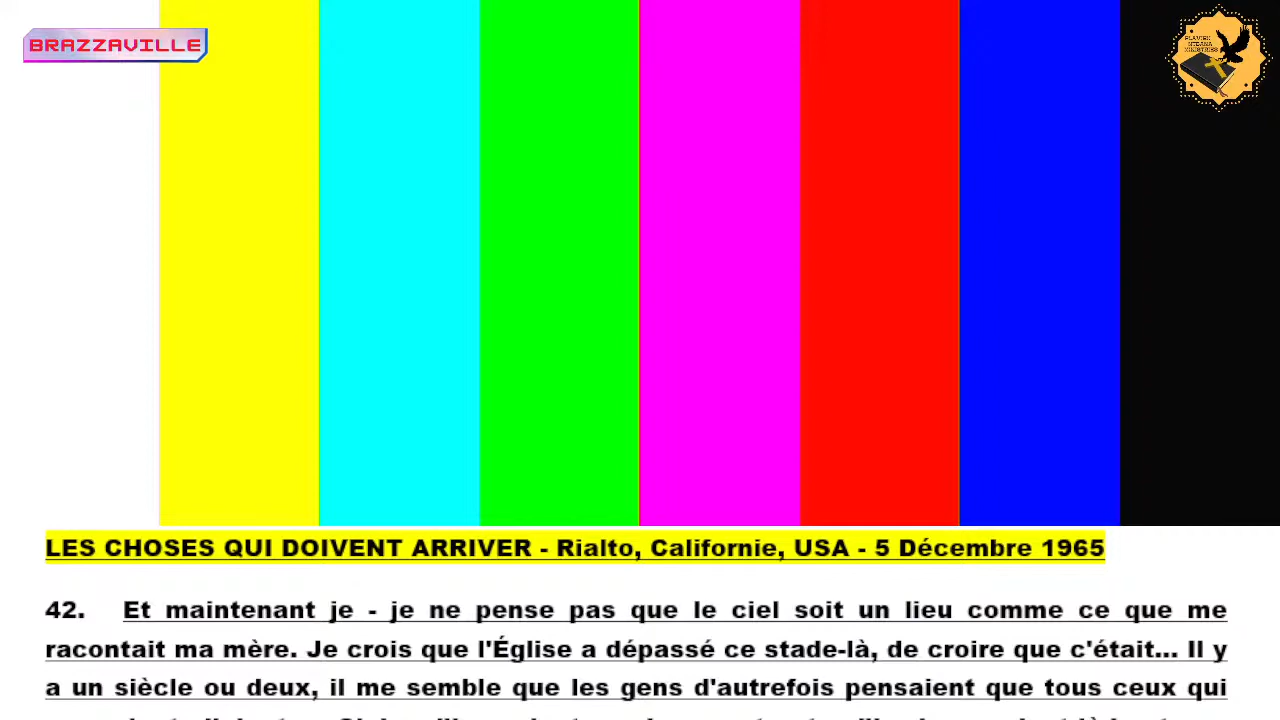 BRAZZAVILLE
MINISTRIES
LES CHOSES QUI DOIVENT ARRIVER - Rialto, Californie, USA - 5 Décembre 1965
42. Et maintenant je - je ne pense pas que le ciel soit un lieu comme ce que me
racontait ma mère. Je crois que l'Église a dépassé ce stade-là, de croire que c'était... Il y
a un siècle ou deux, il me semble que les gens d'autrefois pensaient que tous ceux qui